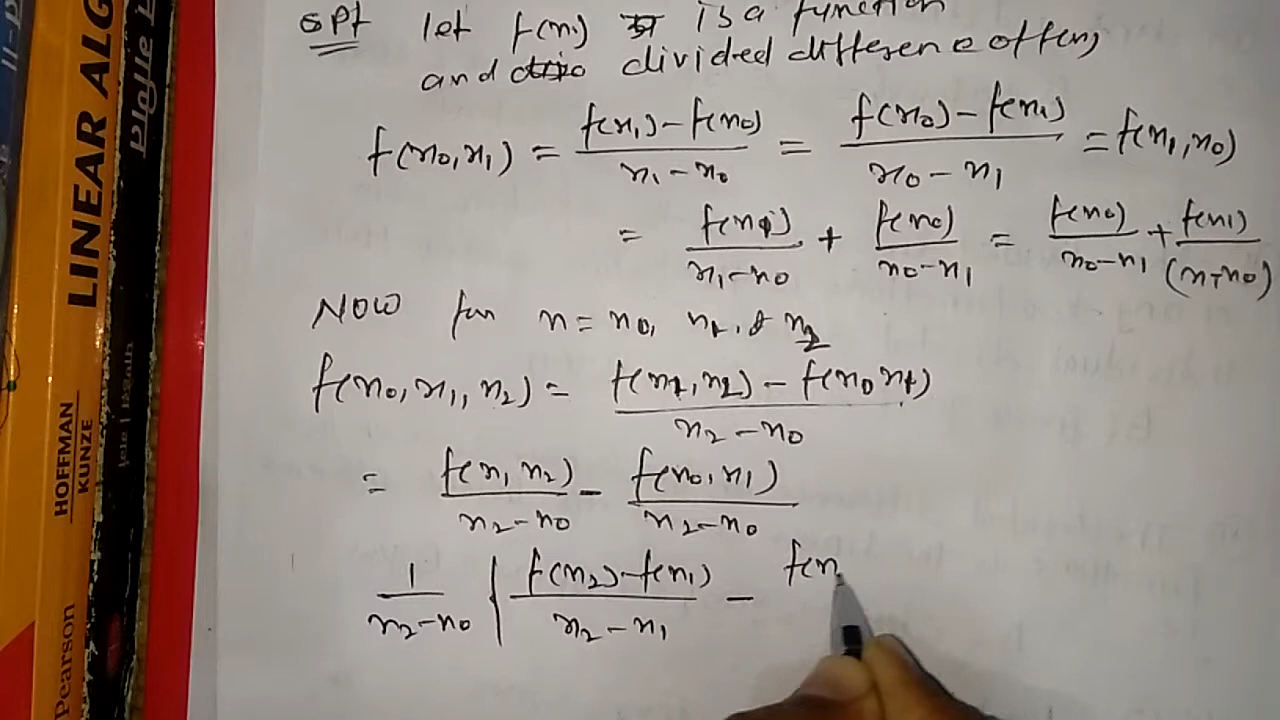 let f(x) is a function
and divided difference of f(x)
f(x0, x1) = (f(x1) - f(x0)) / (x1 - x0) = (f(x0) - f(x1)) / (x0 - x1) = f(x1, x0)
= f(x1) / (x1 - x0) + f(x0) / (x0 - x1) = f(x0) / (x0 - x1) + f(x1) / (x1 - x0)
NOW for x = x0, x1, & x2
f(x0, x1, x2) = (f(x1, x2) - f(x0 x1)) / (x2 - x0)
= f(x1 x2) / (x2 - x0) - f(x0, x1) / (x2 - x0)
1 / (x2 - x0) { (f(x2) - f(x1)) / (x2 - x1) - f(x
LINEAR ALG
HOFFMAN
KUNZE
Pearson